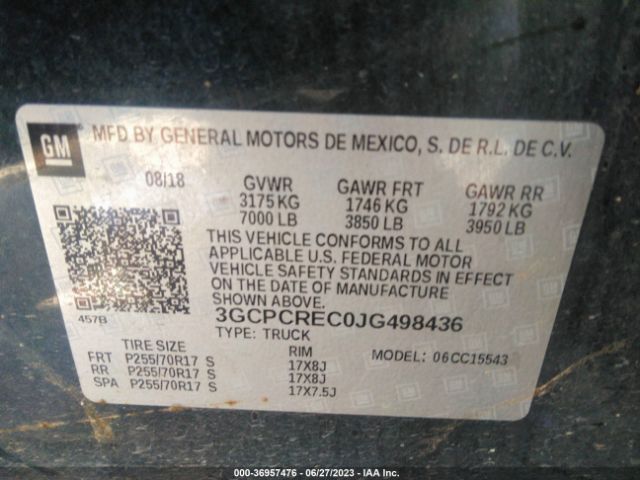 GM MFD BY GENERAL MOTORS DE MEXICO, S. DE R.L. DE C.V.
08/18 GVWR GAWR FRT GAWR RR
3175 KG 1746 KG 1792 KG
7000 LB 3850 LB 3950 LB
THIS VEHICLE CONFORMS TO ALL
APPLICABLE U.S. FEDERAL MOTOR
VEHICLE SAFETY STANDARDS IN EFFECT
ON THE DATE OF MANUFACTURE
SHOWN ABOVE.
457B 3GCPCREC0JG498436
TYPE: TRUCK
TIRE SIZE RIM MODEL: 06CC15543
FRT P255/70R17 S 17X8J
RR P255/70R17 S 17X8J
SPA P255/70R17 S 17X7.5J
000-36957476 | 06/27/2023 - IAA Inc.